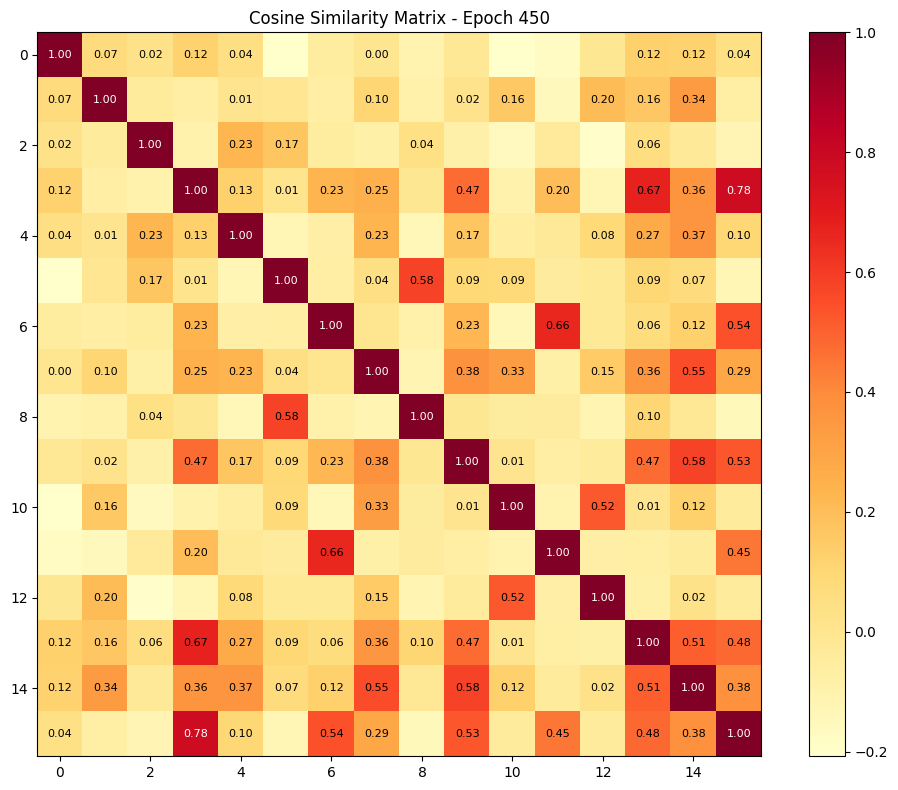 Cosine Similarity Matrix - Epoch 450
1.0
0 1.00 0.07 0.02 0.12 0.04 0.00 0.12 0.12 0.04
0.07 1.00 0.01 0.10 0.02 0.16 0.20 0.16 0.34
2 0.02 1.00 0.23 0.17 0.04 0.06
0.8
0.12 1.00 0.13 0.01 0.23 0.25 0.47 0.20 0.67 0.36 0.78
4 0.04 0.01 0.23 0.13 1.00 0.23 0.17 0.08 0.27 0.37 0.10
0.17 0.01 1.00 0.04 0.58 0.09 0.09 0.09 0.07
0.6
6 0.23 1.00 0.23 0.66 0.06 0.12 0.54
0.00 0.10 0.25 0.23 0.04 1.00 0.38 0.33 0.15 0.36 0.55 0.29
0.4
8 0.04 0.58 1.00 0.10
0.02 0.47 0.17 0.09 0.23 0.38 1.00 0.01 0.47 0.58 0.53
10 0.16 0.09 0.33 0.01 1.00 0.52 0.01 0.12
0.2
0.20 0.66 1.00 0.45
12 0.20 0.08 0.15 0.52 1.00 0.02
0.0
0.12 0.16 0.06 0.67 0.27 0.09 0.06 0.36 0.10 0.47 0.01 1.00 0.51 0.48
14 0.12 0.34 0.36 0.37 0.07 0.12 0.55 0.58 0.12 0.02 0.51 1.00 0.38
0.04 0.78 0.10 0.54 0.29 0.53 0.45 0.48 0.38 1.00
−0.2
0 2 4 6 8 10 12 14